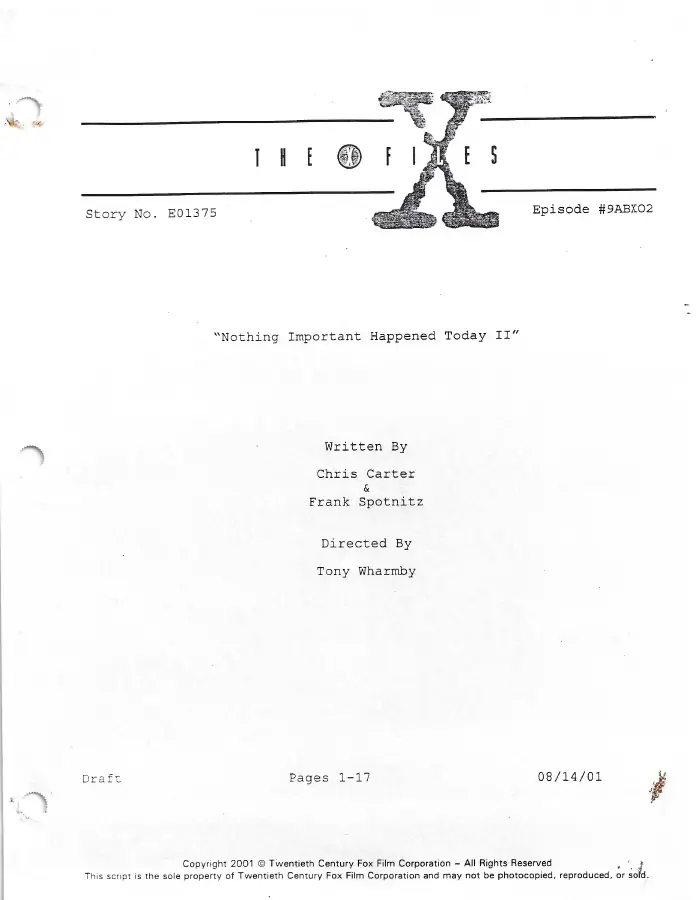 THE FILES
X
Story No. E01375
Episode #9ABX02
"Nothing Important Happened Today II"
Written By
Chris Carter
&
Frank Spotnitz
Directed By
Tony Wharmby
Draft
Pages 1-17
08/14/01
Copyright 2001 © Twentieth Century Fox Film Corporation – All Rights Reserved
This script is the sole property of Twentieth Century Fox Film Corporation and may not be photocopied, reproduced, or sold.